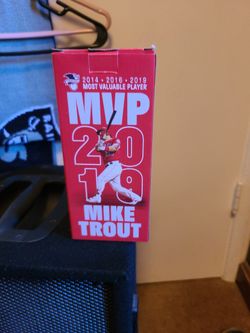 2014 • 2016 • 2019
MOST VALUABLE PLAYER
MVP
20
19
MIKE
TROUT